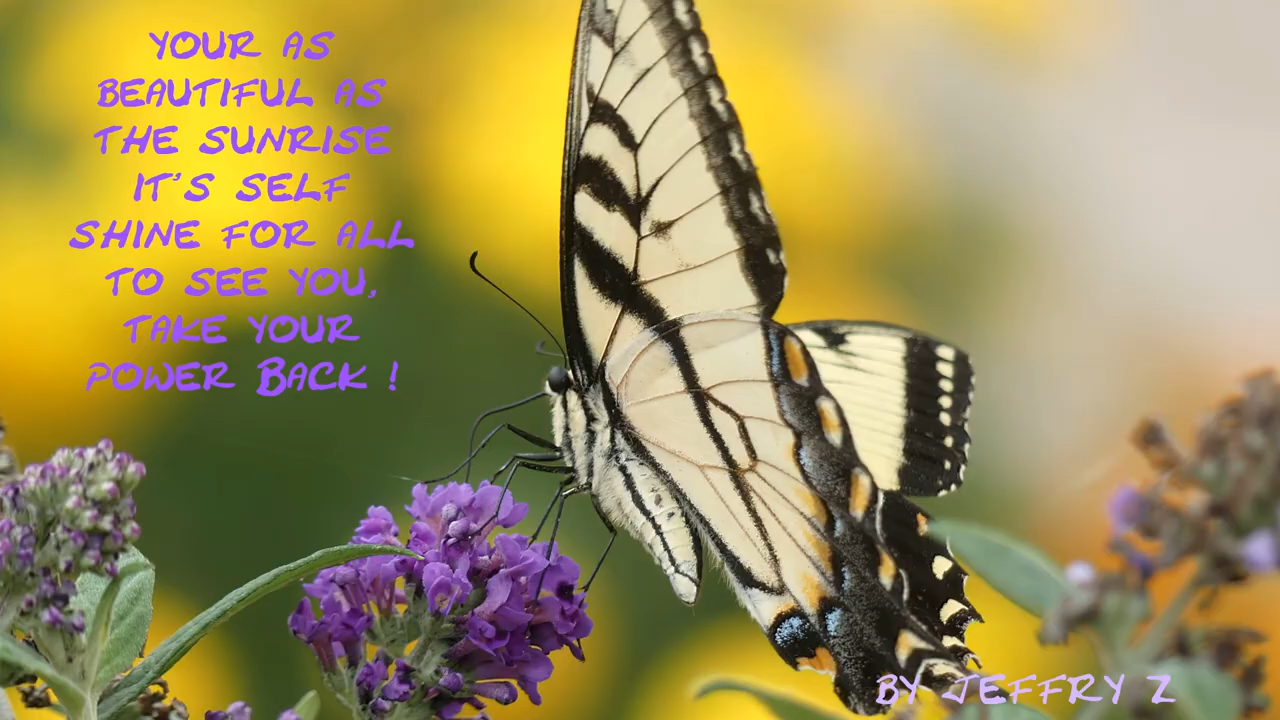 YOUR AS
BEAUTIFUL AS
THE SUNRISE
IT'S SELF
SHINE FOR ALL
TO SEE YOU,
TAKE YOUR
POWER BACK !
BY JEFFRY Z